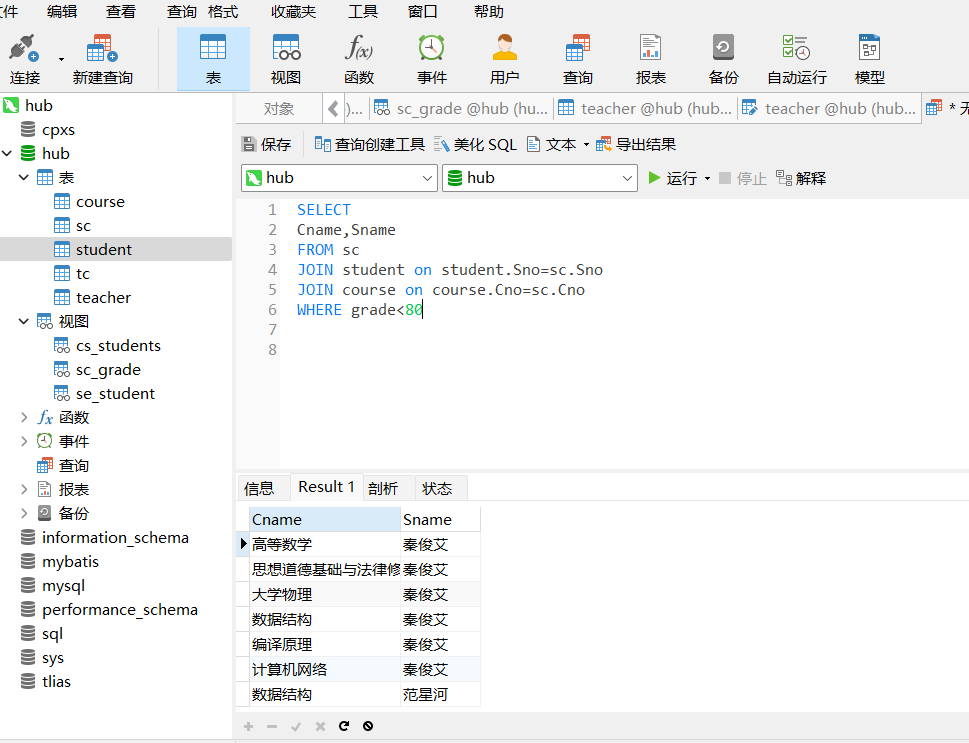 文件 编辑 查看 查询 格式 收藏夹 工具 窗口 帮助
连接 新建查询 表 视图 函数 事件 用户 查询 报表 备份 自动运行 模型
hub
cpxs
hub
表
course
sc
student
tc
teacher
视图
cs_students
sc_grade
se_student
fx 函数
事件
查询
报表
备份
information_schema
mybatis
mysql
performance_schema
sql
sys
tlias
对象 )... sc_grade @hub (hu... teacher @hub (hub... teacher @hub (hub... * 无
保存 查询创建工具 美化 SQL 文本 导出结果
hub hub 运行 停止 解释
1 SELECT
2 Cname,Sname
3 FROM sc
4 JOIN student on student.Sno=sc.Sno
5 JOIN course on course.Cno=sc.Cno
6 WHERE grade<80
7
8
信息 Result 1 剖析 状态
Cname Sname
高等数学 秦俊艾
思想道德基础与法律修 秦俊艾
大学物理 秦俊艾
数据结构 秦俊艾
编译原理 秦俊艾
计算机网络 秦俊艾
数据结构 范星河